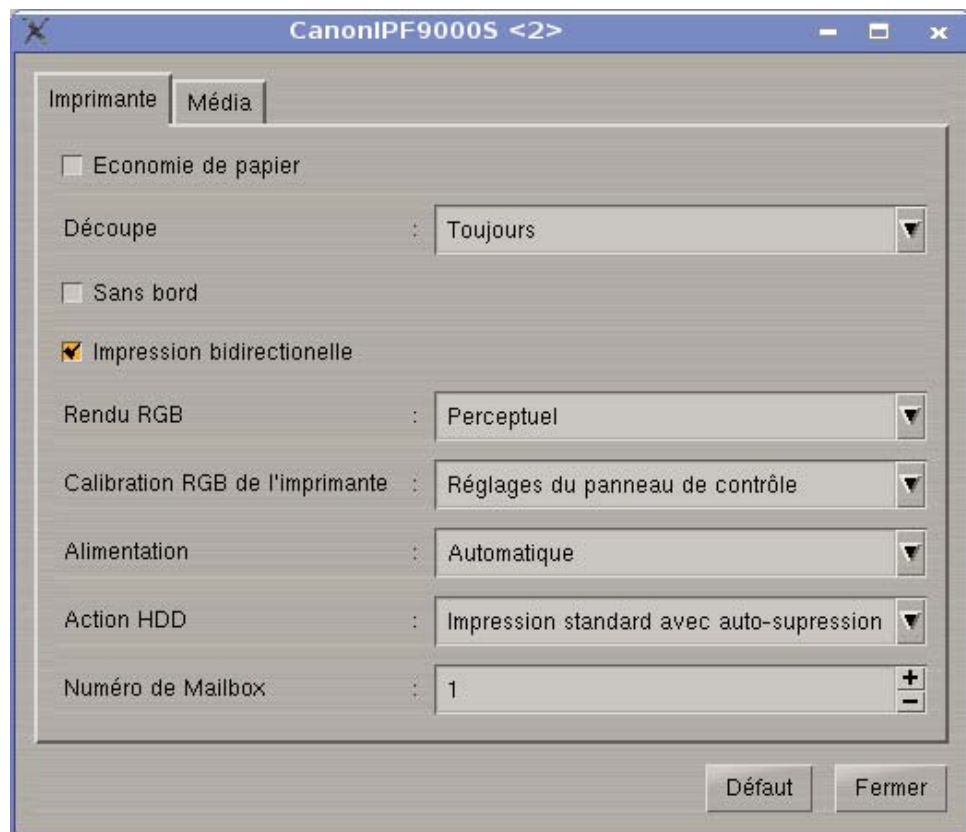 CanonIPF9000S <2>
Imprimante Média
Economie de papier
Découpe : Toujours
Sans bord
Impression bidirectionelle
Rendu RGB : Perceptuel
Calibration RGB de l'imprimante : Réglages du panneau de contrôle
Alimentation : Automatique
Action HDD : Impression standard avec auto-supression
Numéro de Mailbox : 1
Défaut Fermer